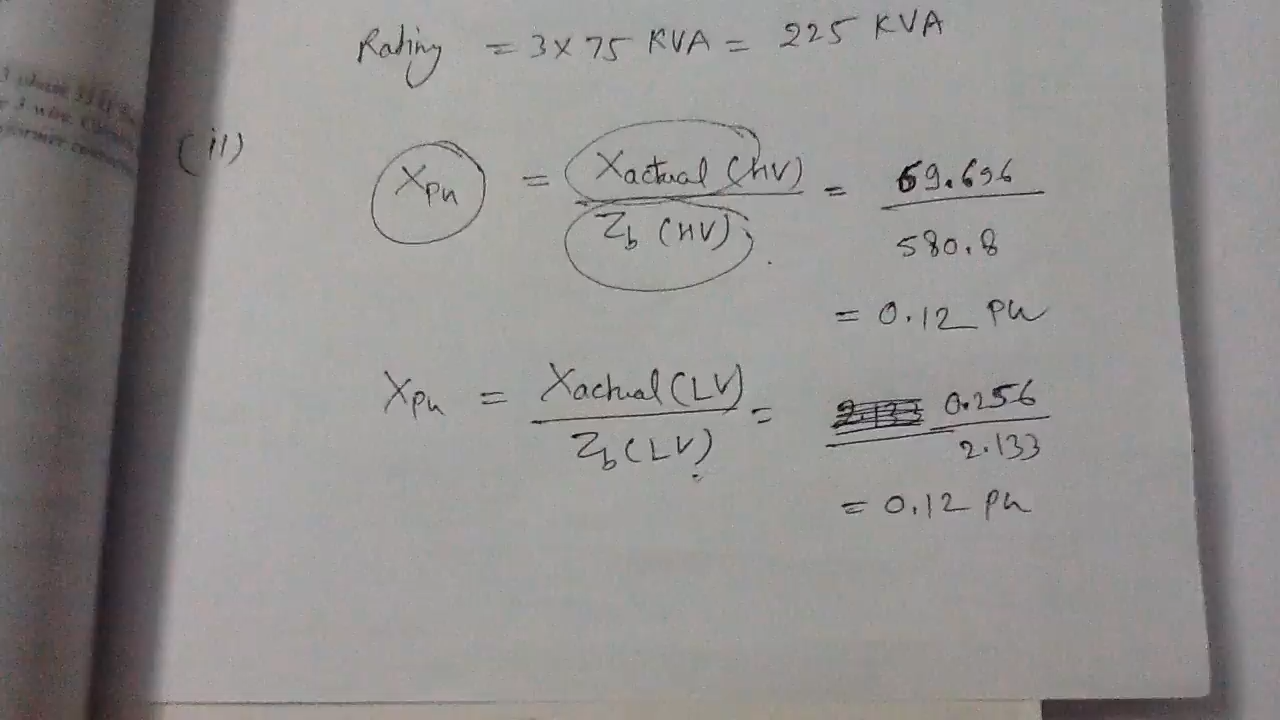 Rating = 3 x 75 KVA = 225 KVA
(ii)
Xpu = Xactual (HV) / Zb (HV) = 69.696 / 580.8
= 0.12 pu
Xpu = Xactual (LV) / Zb (LV) = 0.256 / 2.133
= 0.12 pu